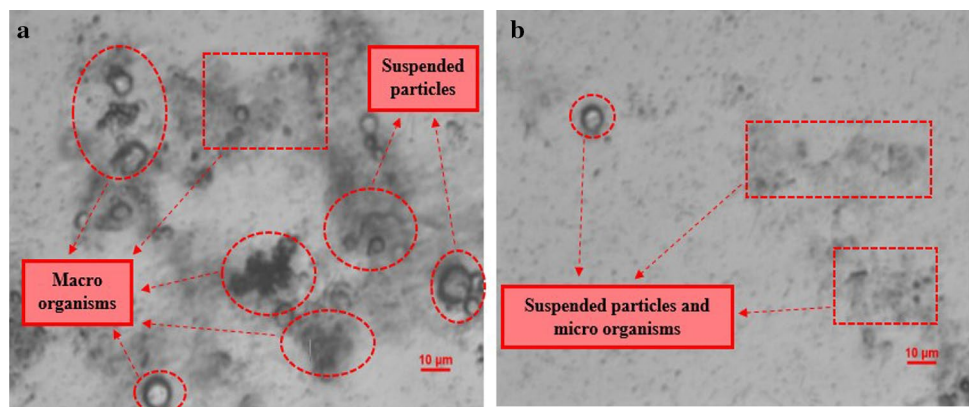 a
Suspended
particles
Macro
organisms
10 µm
b
Suspended particles and
micro organisms
10 µm